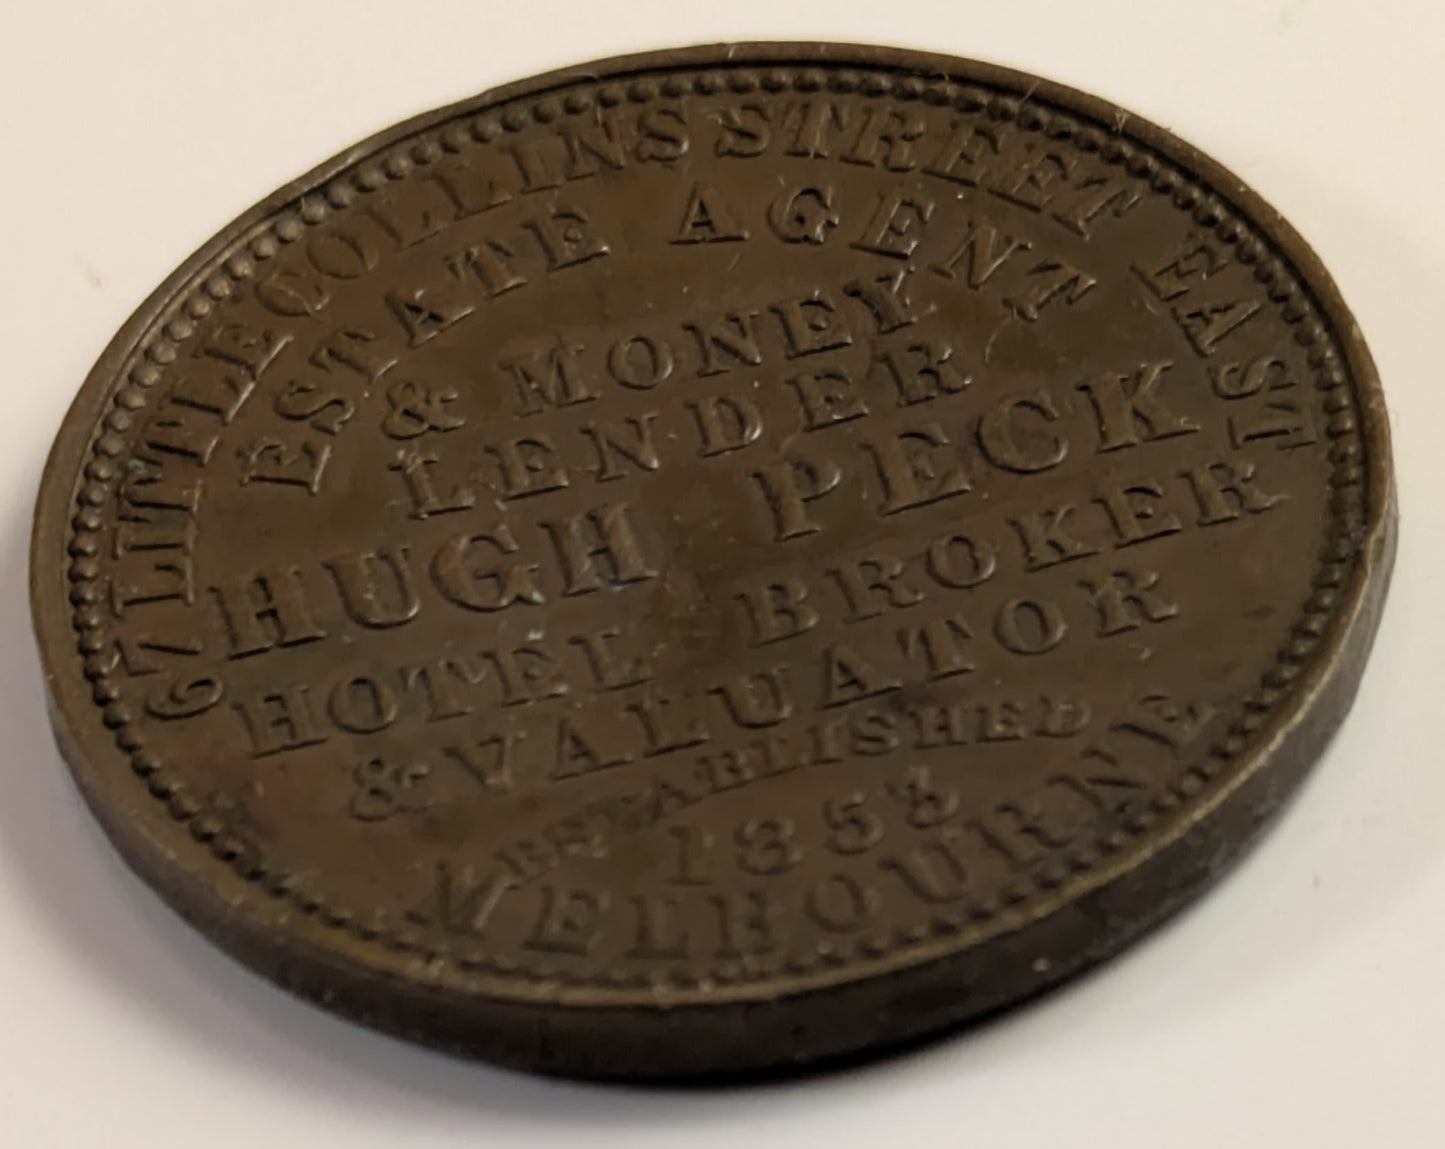 67 LITTLE COLLINS STREET EAST
ESTATE AGENT
& MONEY
LENDER
HUGH PECK
HOTEL BROKER
& VALUATOR
ESTABLISHED
1853
MELBOURNE